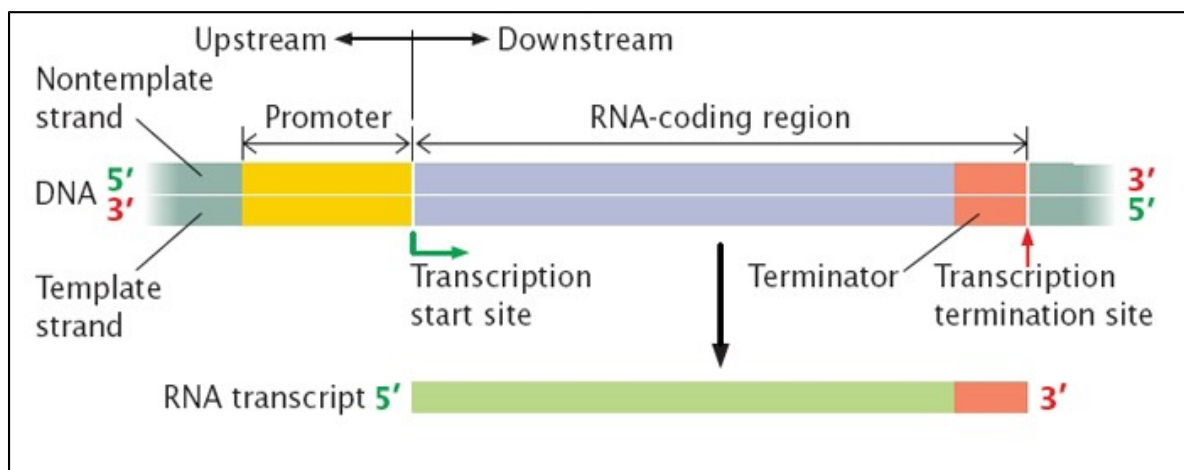 Upstream Downstream
Nontemplate
strand
Promoter RNA-coding region
DNA 5′ 3′
3′ 5′
Template
strand
Transcription
start site
Terminator
Transcription
termination site
RNA transcript 5′ 3′